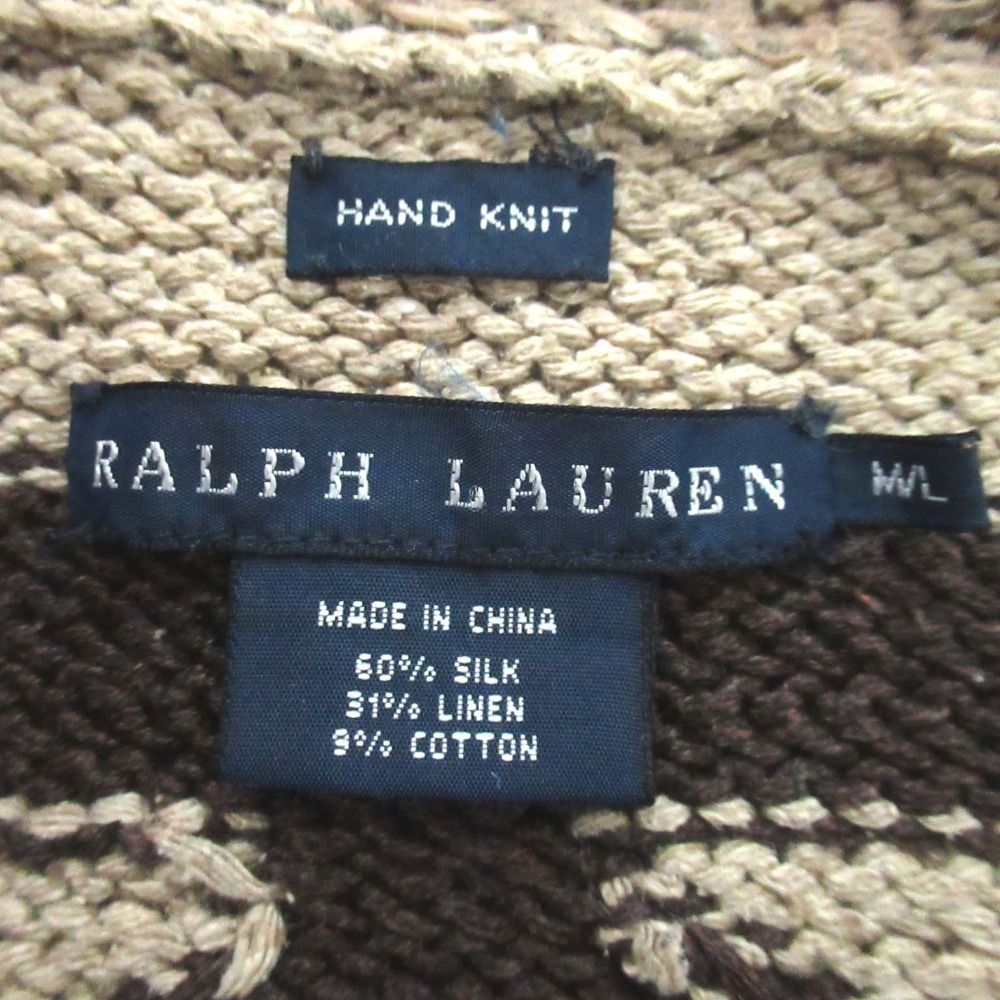 HAND KNIT
RALPH LAUREN
M/L
MADE IN CHINA
60% SILK
31% LINEN
9% COTTON